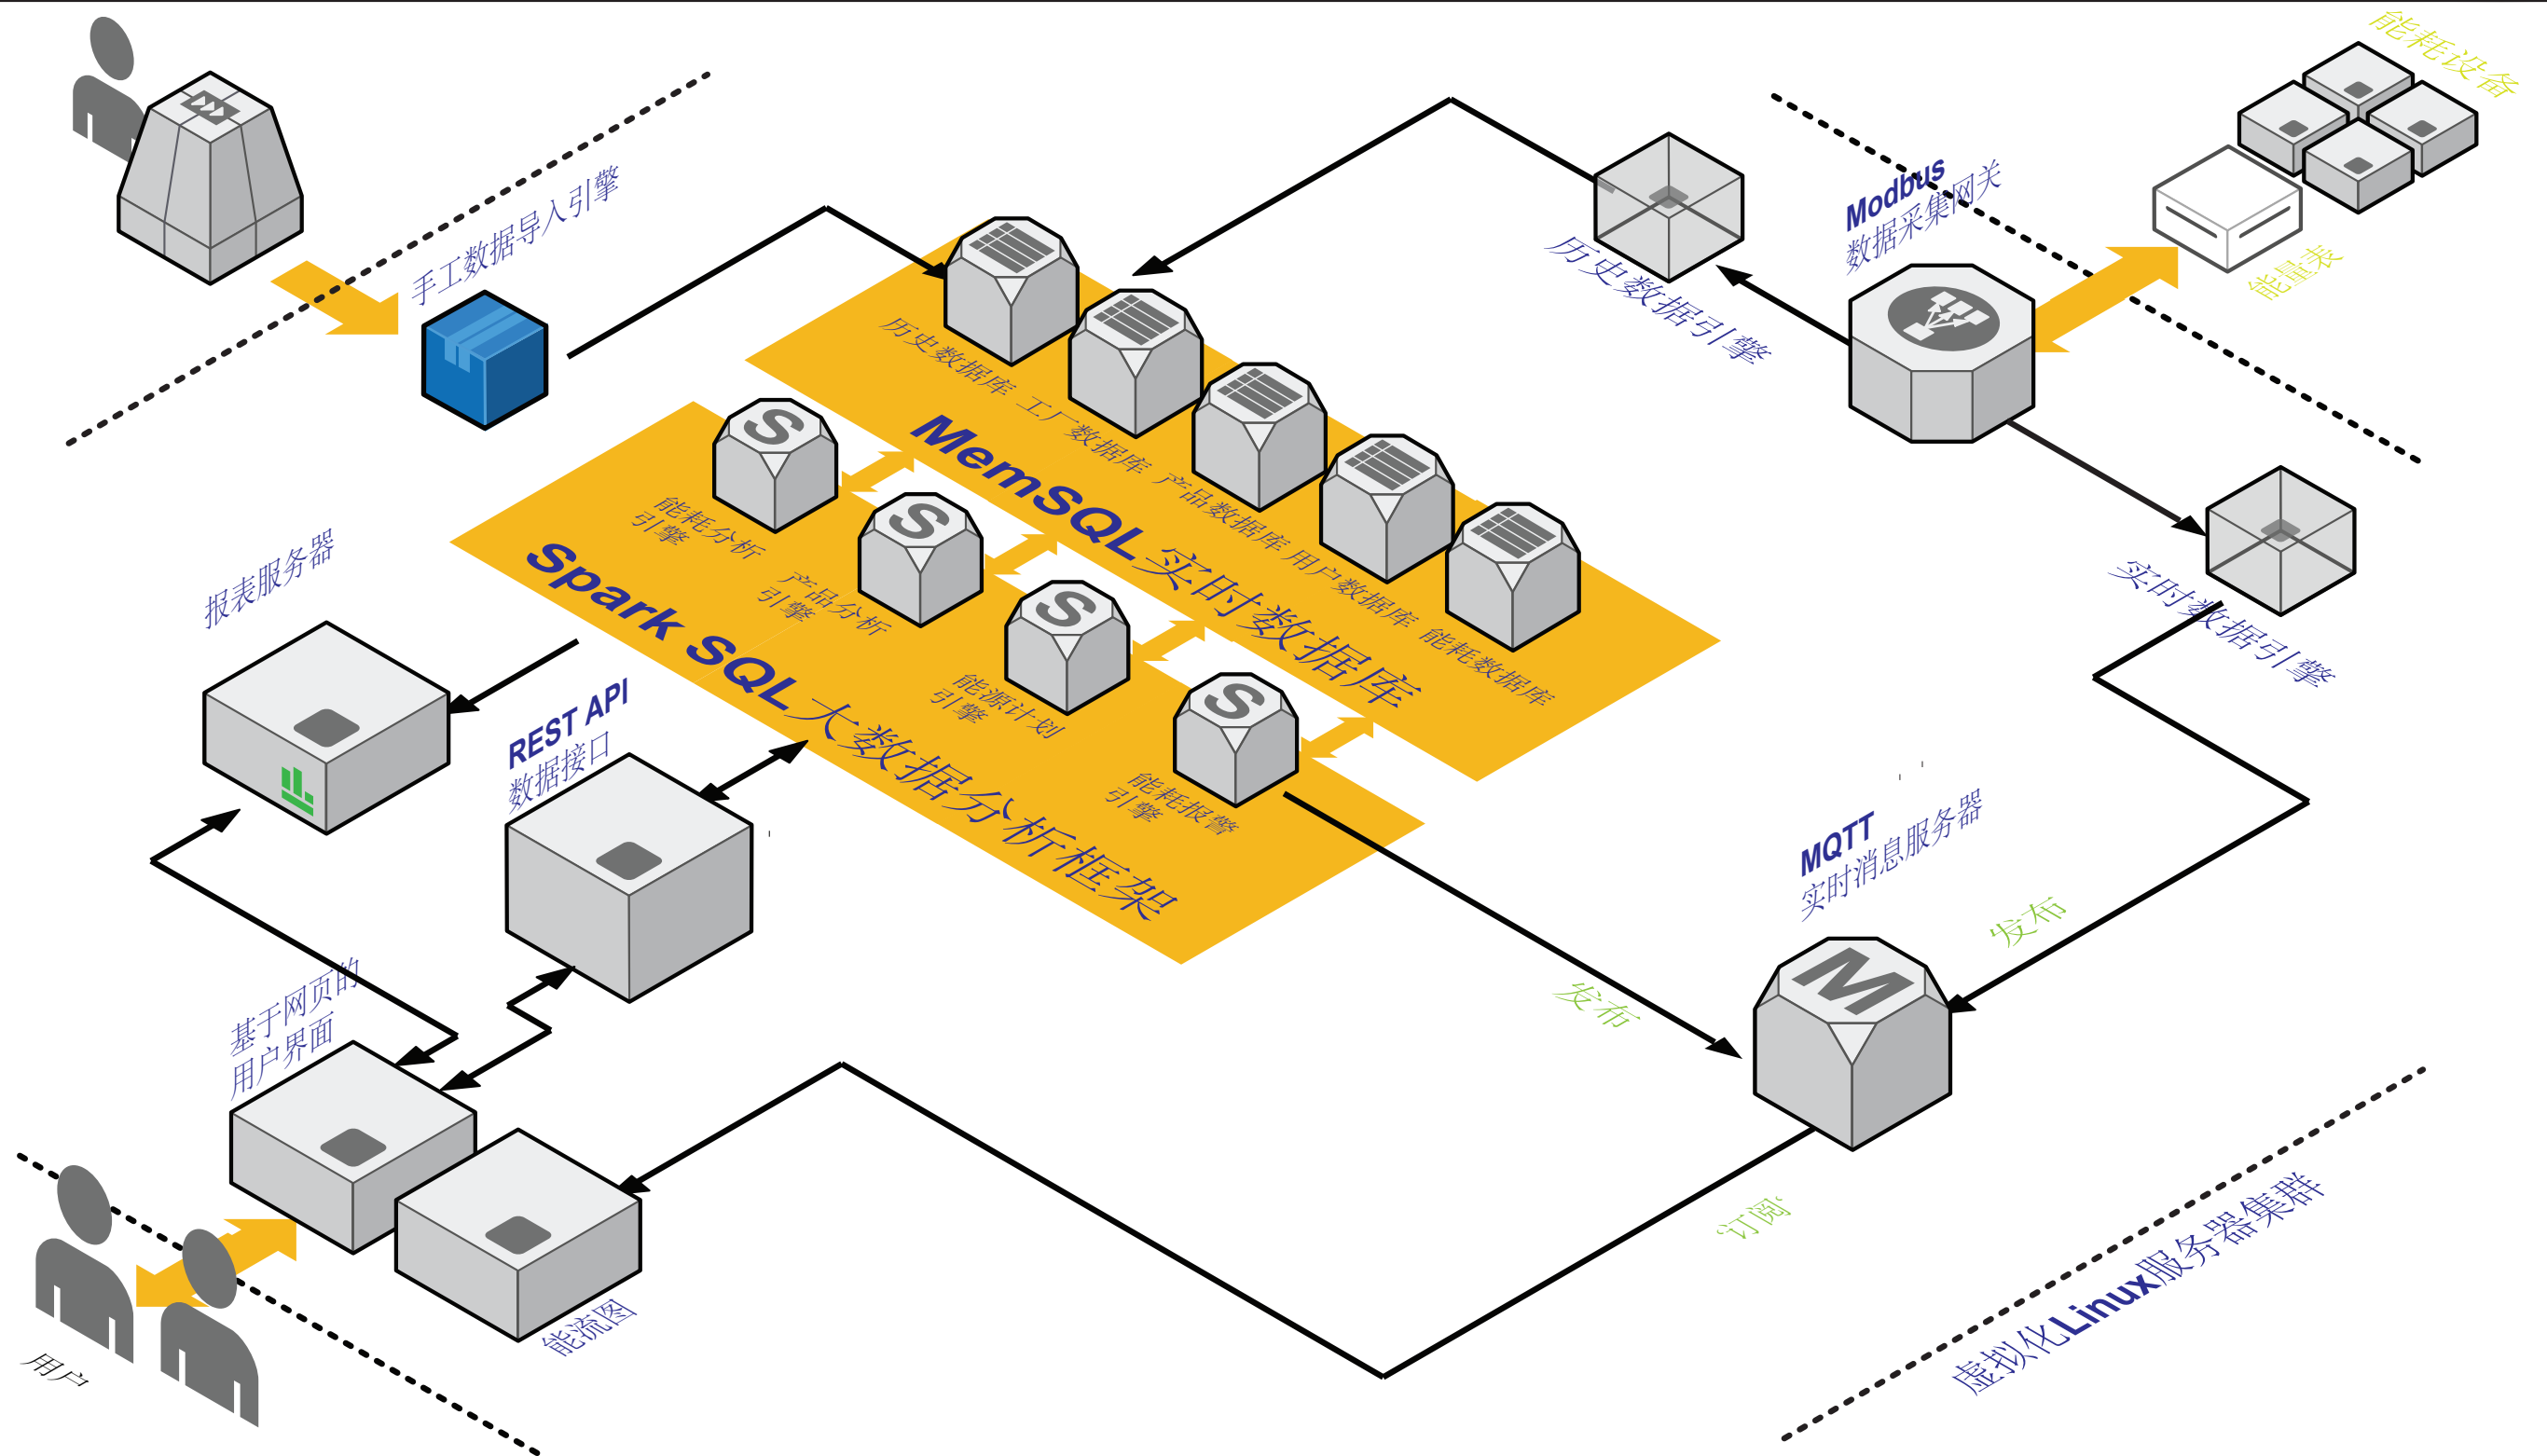 能耗设备
手工数据导入引擎
Modbus
数据采集网关
能量表
历史数据引擎
历史数据库
工厂数据库
产品数据库
用户数据库
能耗数据库
MemSQL实时数据库
能耗分析
引擎
产品分析
引擎
能源计划
引擎
能耗报警
引擎
Spark SQL大数据分析框架
实时数据引擎
报表服务器
REST API
数据接口
MQTT
实时消息服务器
发布
发布
基于网页的
用户界面
订阅
能流图
用户
虚拟化Linux服务器集群